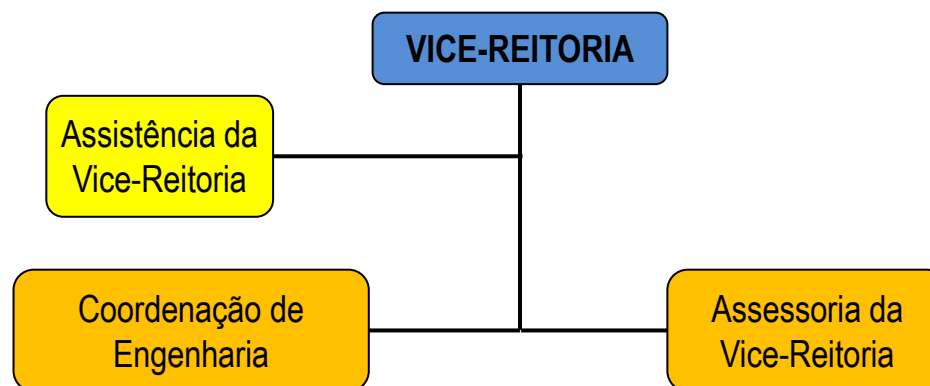 VICE-REITORIA
Assistência da
Vice-Reitoria
Coordenação de
Engenharia
Assessoria da
Vice-Reitoria